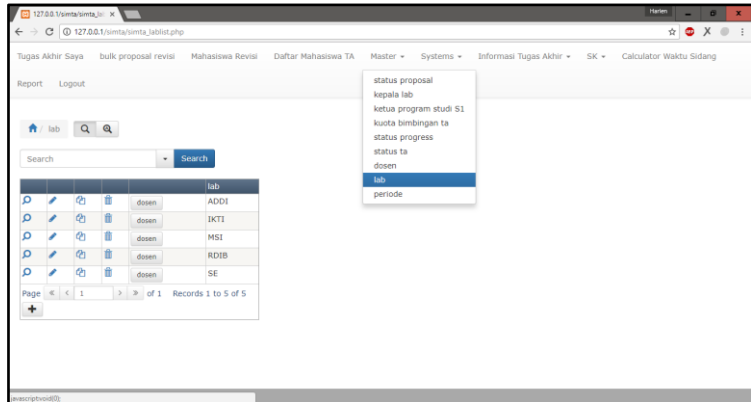 127.0.0.1/simta/simta_lab
Harlen
127.0.0.1/simta/simta_lablist.php
Tugas Akhir Saya bulk proposal revisi Mahasiswa Revisi Daftar Mahasiswa TA Master Systems Informasi Tugas Akhir SK Calculator Waktu Sidang
Report Logout
status proposal
kepala lab
ketua program studi S1
kuota bimbingan ta
status progress
status ta
dosen
lab
periode
/ lab
Search Search
lab
dosen ADDI
dosen IKTI
dosen MSI
dosen RDIB
dosen SE
Page « < 1 > » of 1 Records 1 to 5 of 5
javascript:void(0);